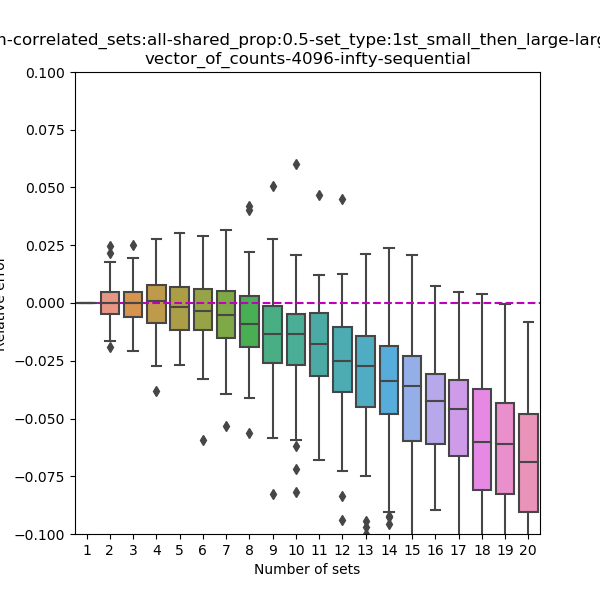 n-correlated_sets:all-shared_prop:0.5-set_type:1st_small_then_large-larg
vector_of_counts-4096-infty-sequential
0.100
0.075
0.050
0.025
0.000
−0.025
−0.050
−0.075
−0.100
Relative error
1 2 3 4 5 6 7 8 9 10 11 12 13 14 15 16 17 18 19 20
Number of sets